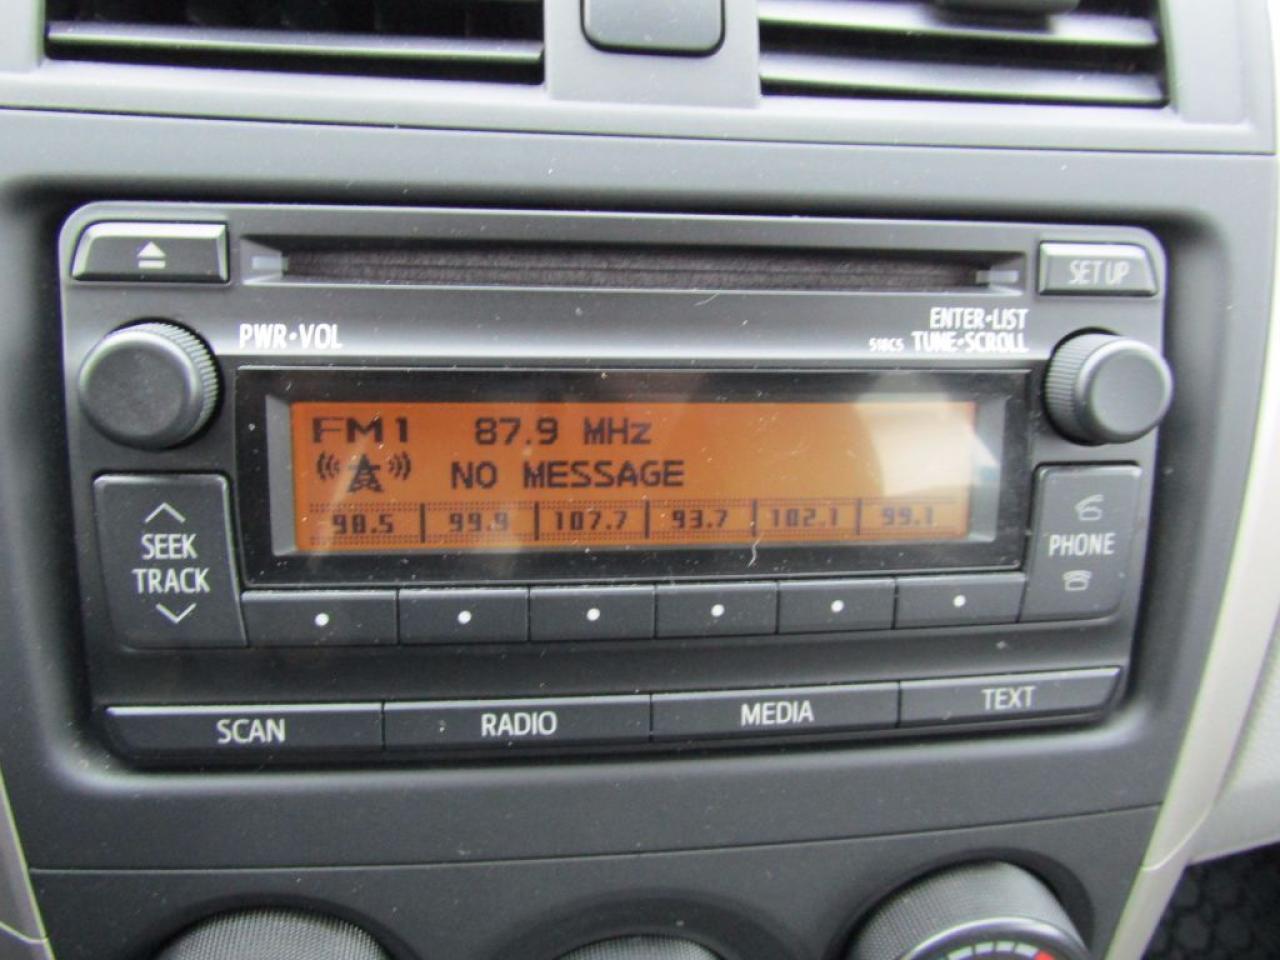 SET UP
PWR•VOL
ENTER•LIST
518C5 TUNE•SCROLL
FM1 87.9 MHz
NO MESSAGE
98.5 99.9 107.7 93.7 102.1 99.1
SEEK
TRACK
PHONE
SCAN RADIO MEDIA TEXT